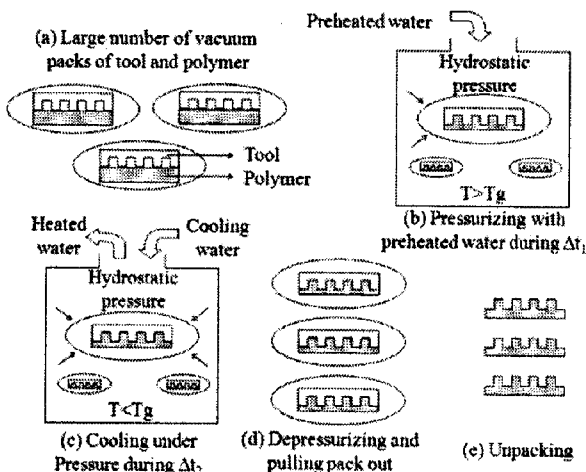 (a) Large number of vacuum
packs of tool and polymer
Tool
Polymer
Preheated water
Hydrostatic
pressure
T>Tg
(b) Pressurizing with
preheated water during Δt1
Heated
water
Cooling
water
Hydrostatic
pressure
T<Tg
(c) Cooling under
Pressure during Δt2
(d) Depressurizing and
pulling pack out
(e) Unpacking